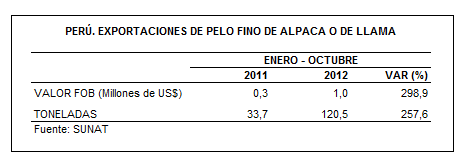 PERÚ. EXPORTACIONES DE PELO FINO DE ALPACA O DE LLAMA
ENERO - OCTUBRE
2011 2012 VAR (%)
VALOR FOB (Millones de US$) 0,3 1,0 298,9
TONELADAS 33,7 120,5 257,6
Fuente: SUNAT